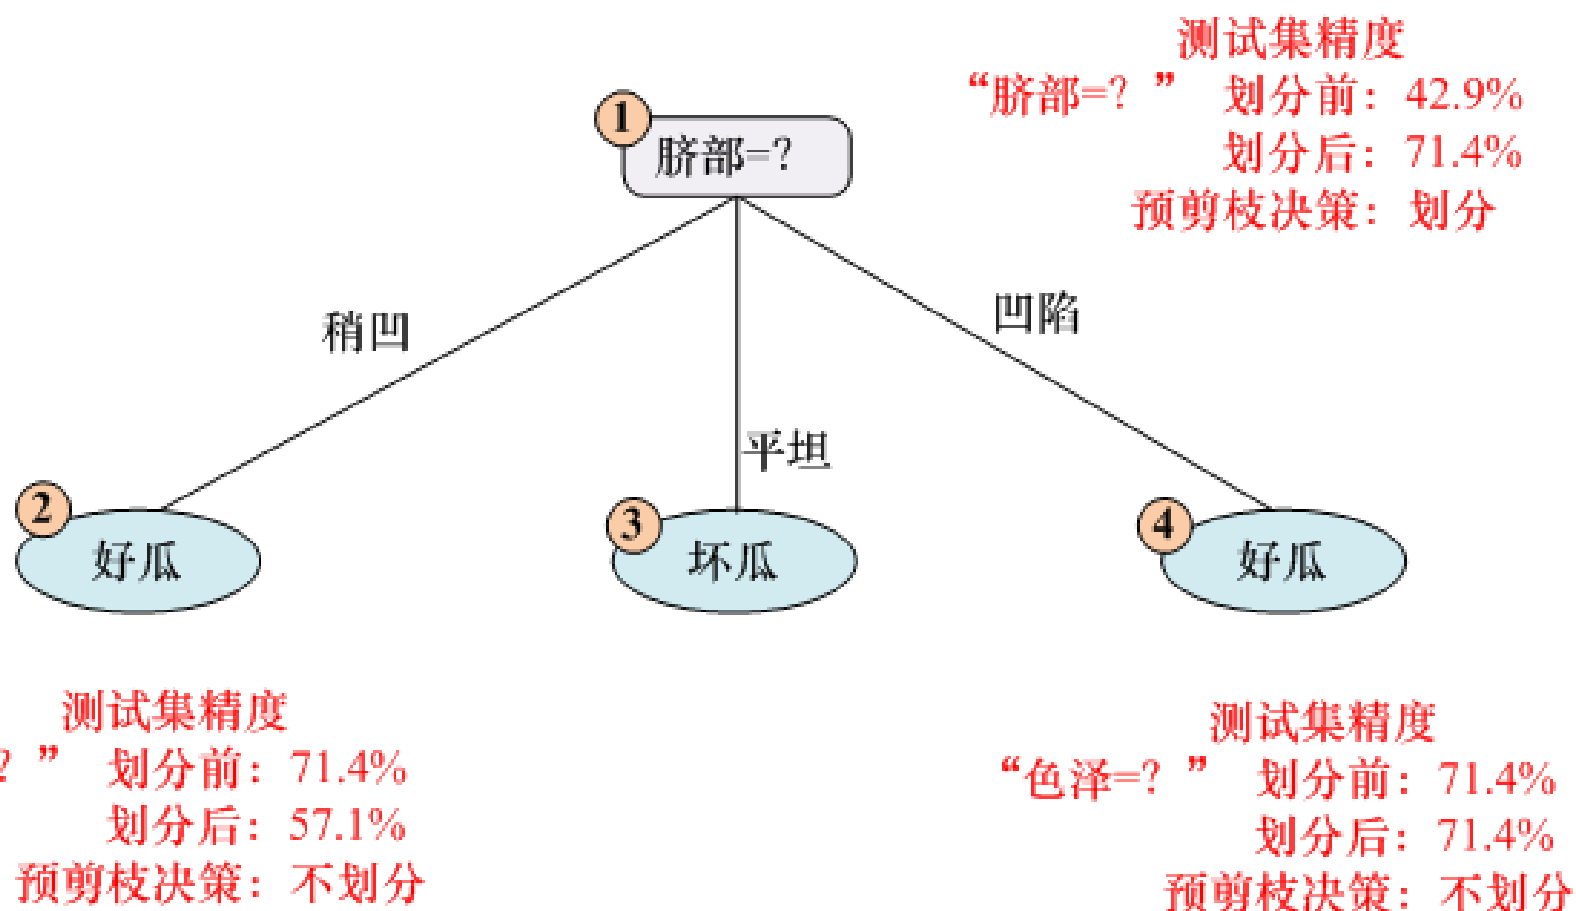 测试集精度
“脐部=？” 划分前：42.9%
划分后：71.4%
预剪枝决策：划分
1
脐部=？
稍凹
凹陷
平坦
2
好瓜
3
坏瓜
4
好瓜
测试集精度
？” 划分前：71.4%
划分后：57.1%
预剪枝决策：不划分
测试集精度
“色泽=？” 划分前：71.4%
划分后：71.4%
预剪枝决策：不划分